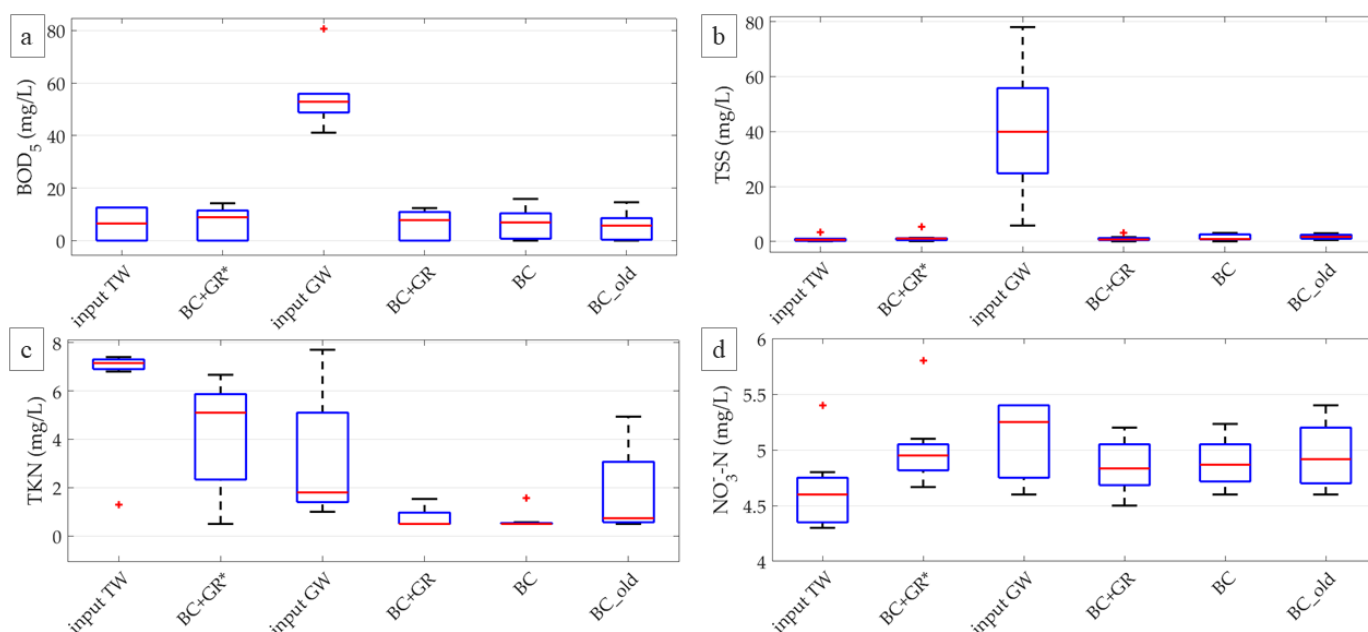 a
BOD5 (mg/L)
80
60
40
20
0
input TW
BC+GR*
input GW
BC+GR
BC
BC_old
b
TSS (mg/L)
80
60
40
20
0
input TW
BC+GR*
input GW
BC+GR
BC
BC_old
c
TKN (mg/L)
8
6
4
2
0
input TW
BC+GR*
input GW
BC+GR
BC
BC_old
d
NO3--N (mg/L)
6
5.5
5
4.5
4
input TW
BC+GR*
input GW
BC+GR
BC
BC_old